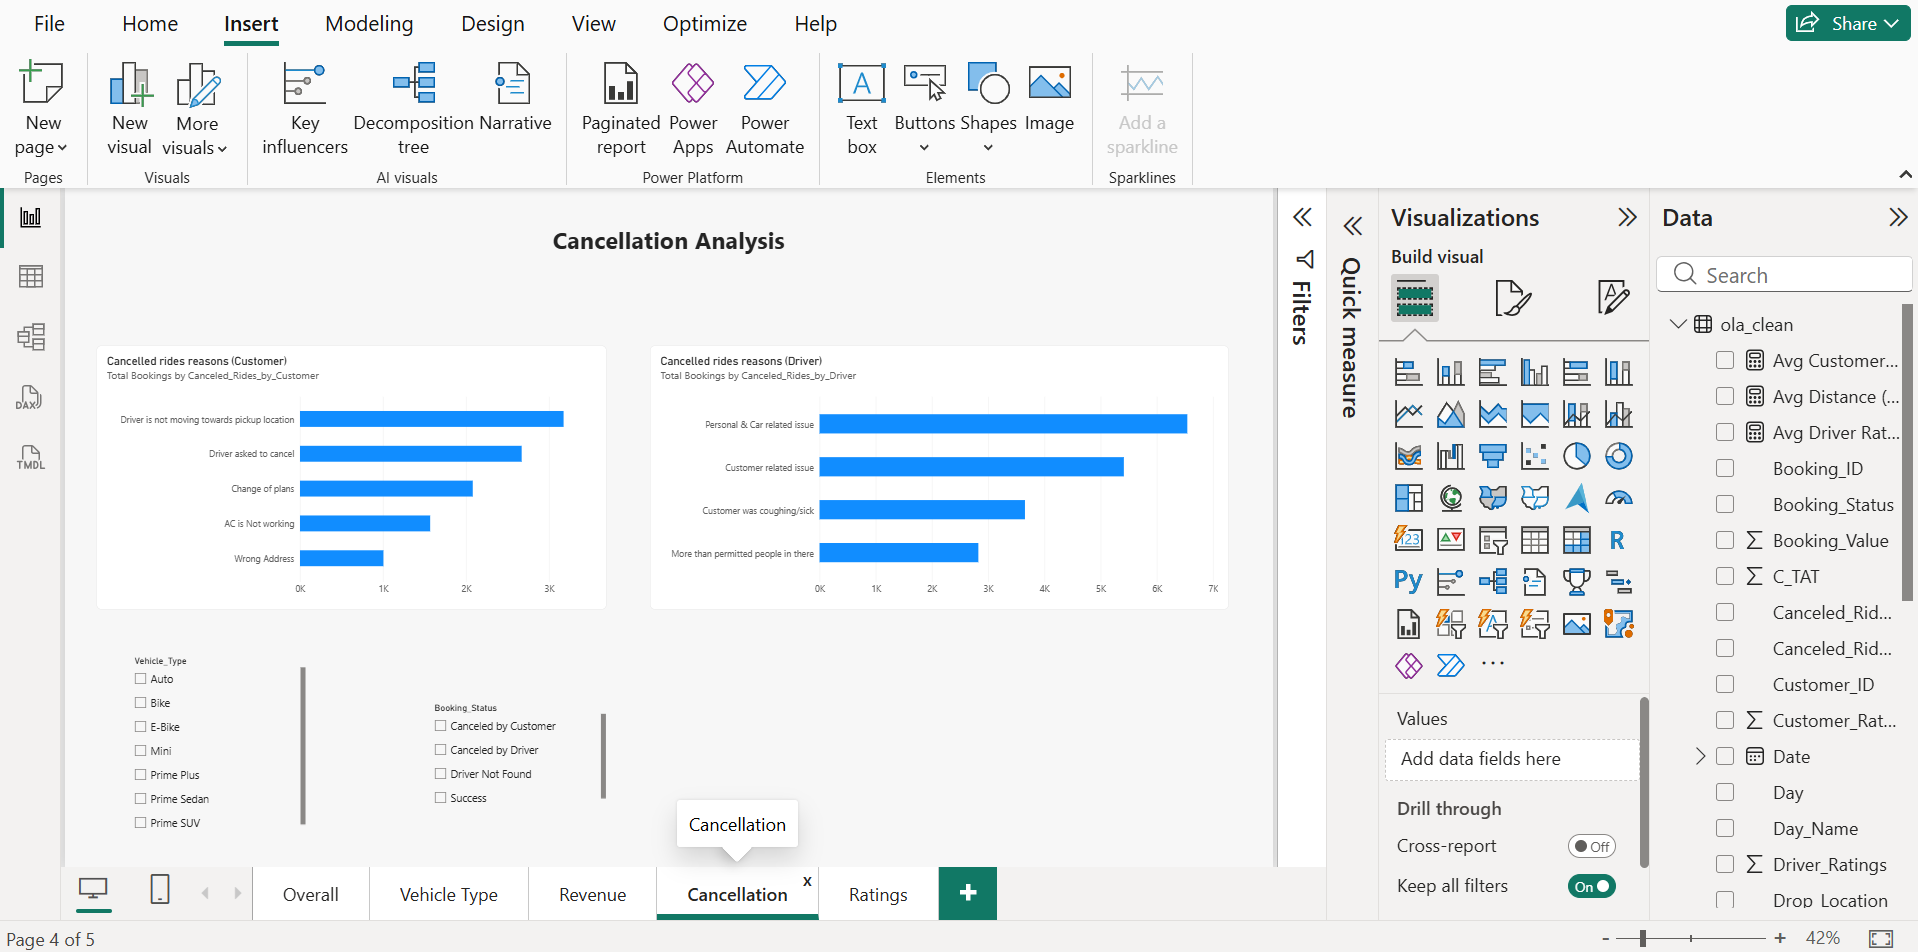 File Home Insert Modeling Design View Optimize Help Share
New page
Pages
New visual
More visuals
Visuals
Key influencers
Decomposition tree
Narrative
AI visuals
Paginated report
Power Apps
Power Automate
Power Platform
Text box
Buttons
Shapes
Image
Elements
Add a sparkline
Sparklines
DAX
TMDL
Cancellation Analysis
Cancelled rides reasons (Customer)
Total Bookings by Canceled_Rides_by_Customer
Driver is not moving towards pickup location
Driver asked to cancel
Change of plans
AC is Not working
Wrong Address
0K 1K 2K 3K
Cancelled rides reasons (Driver)
Total Bookings by Canceled_Rides_by_Driver
Personal & Car related issue
Customer related issue
Customer was coughing/sick
More than permitted people in there
0K 1K 2K 3K 4K 5K 6K 7K
Vehicle_Type
Auto
Bike
E-Bike
Mini
Prime Plus
Prime Sedan
Prime SUV
Booking_Status
Canceled by Customer
Canceled by Driver
Driver Not Found
Success
Cancellation
Filters
Quick measure
Visualizations
Build visual
123
R
Py
...
Values
Add data fields here
Drill through
Cross-report Off
Keep all filters On
Data
Search
ola_clean
Avg Customer...
Avg Distance (...
Avg Driver Rat...
Booking_ID
Booking_Status
Booking_Value
C_TAT
Canceled_Rid...
Canceled_Rid...
Customer_ID
Customer_Rat...
Date
Day
Day_Name
Driver_Ratings
Drop_Location
Overall Vehicle Type Revenue Cancellation x Ratings +
Page 4 of 5
- + 42%